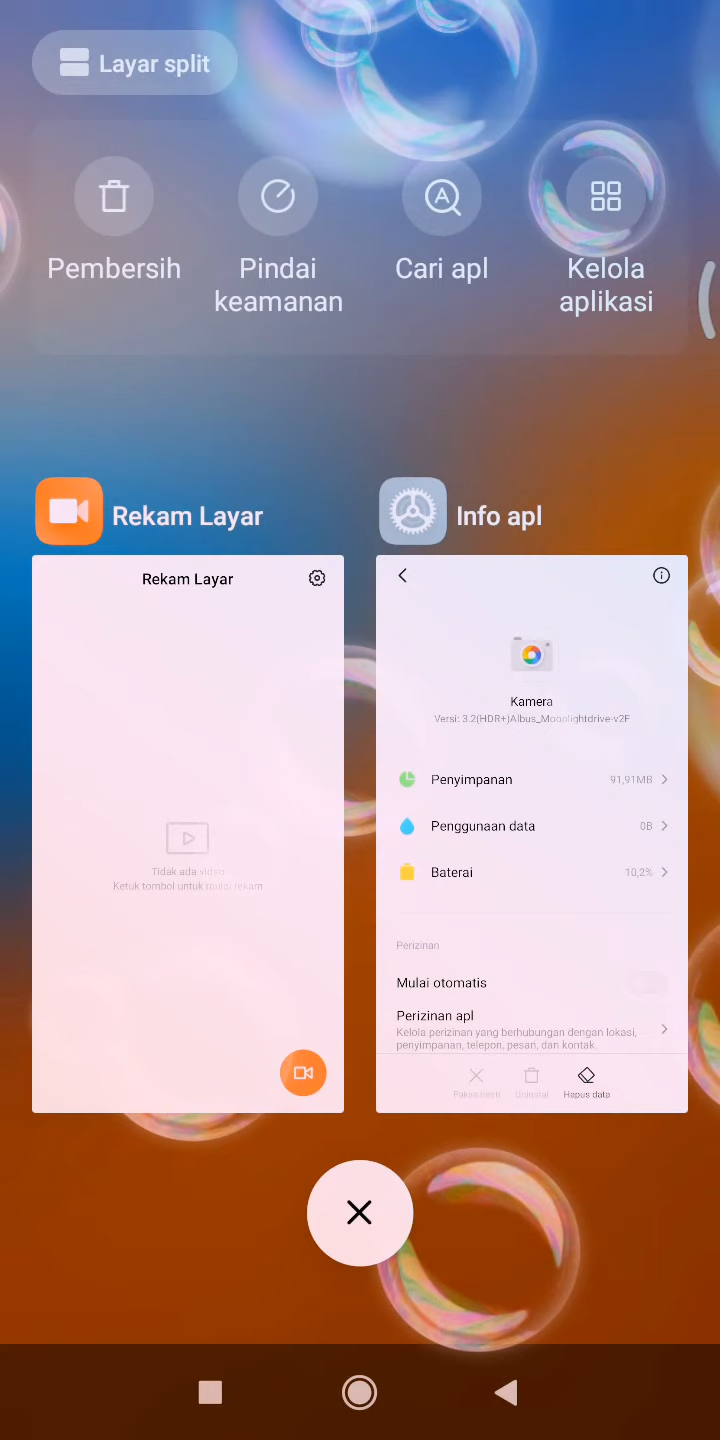 Layar split
Pembersih
Pindai
keamanan
Cari apl
Kelola
aplikasi
Rekam Layar
Info apl
Rekam Layar
Tidak ada video
Ketuk tombol untuk mulai rekam
Kamera
Versi: 3.2(HDR+)Albus_Moonlightdrive-v2F
Penyimpanan
91,91MB
Penggunaan data
0B
Baterai
10,2%
Perizinan
Mulai otomatis
Perizinan apl
Kelola perizinan yang berhubungan dengan lokasi,
penyimpanan, telepon, pesan, dan kontak.
Paksa henti
Uninstal
Hapus data